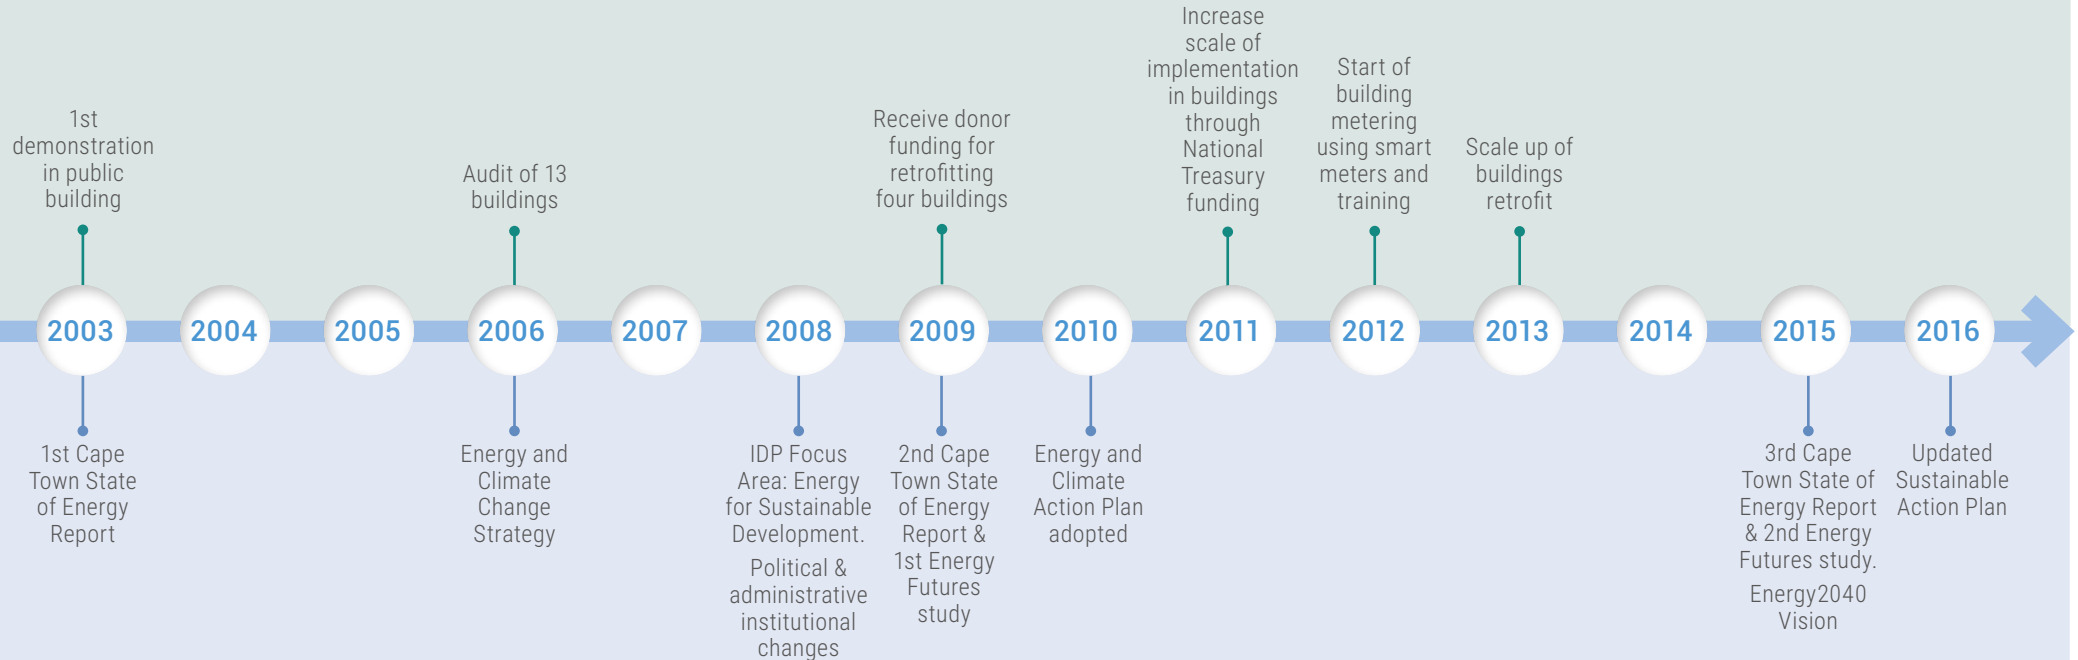 1st
demonstration
in public
building
Audit of 13
buildings
Receive donor
funding for
retrofitting
four buildings
Increase
scale of
implementation
in buildings
through
National
Treasury
funding
Start of
building
metering
using smart
meters and
training
Scale up of
buildings
retrofit
2003
2004
2005
2006
2007
2008
2009
2010
2011
2012
2013
2014
2015
2016
1st Cape
Town State
of Energy
Report
Energy and
Climate
Change
Strategy
IDP Focus
Area: Energy
for Sustainable
Development.
Political &
administrative
institutional
changes
2nd Cape
Town State
of Energy
Report &
1st Energy
Futures
study
Energy and
Climate
Action Plan
adopted
3rd Cape
Town State of
Energy Report
& 2nd Energy
Futures study.
Energy2040
Vision
Updated
Sustainable
Action Plan